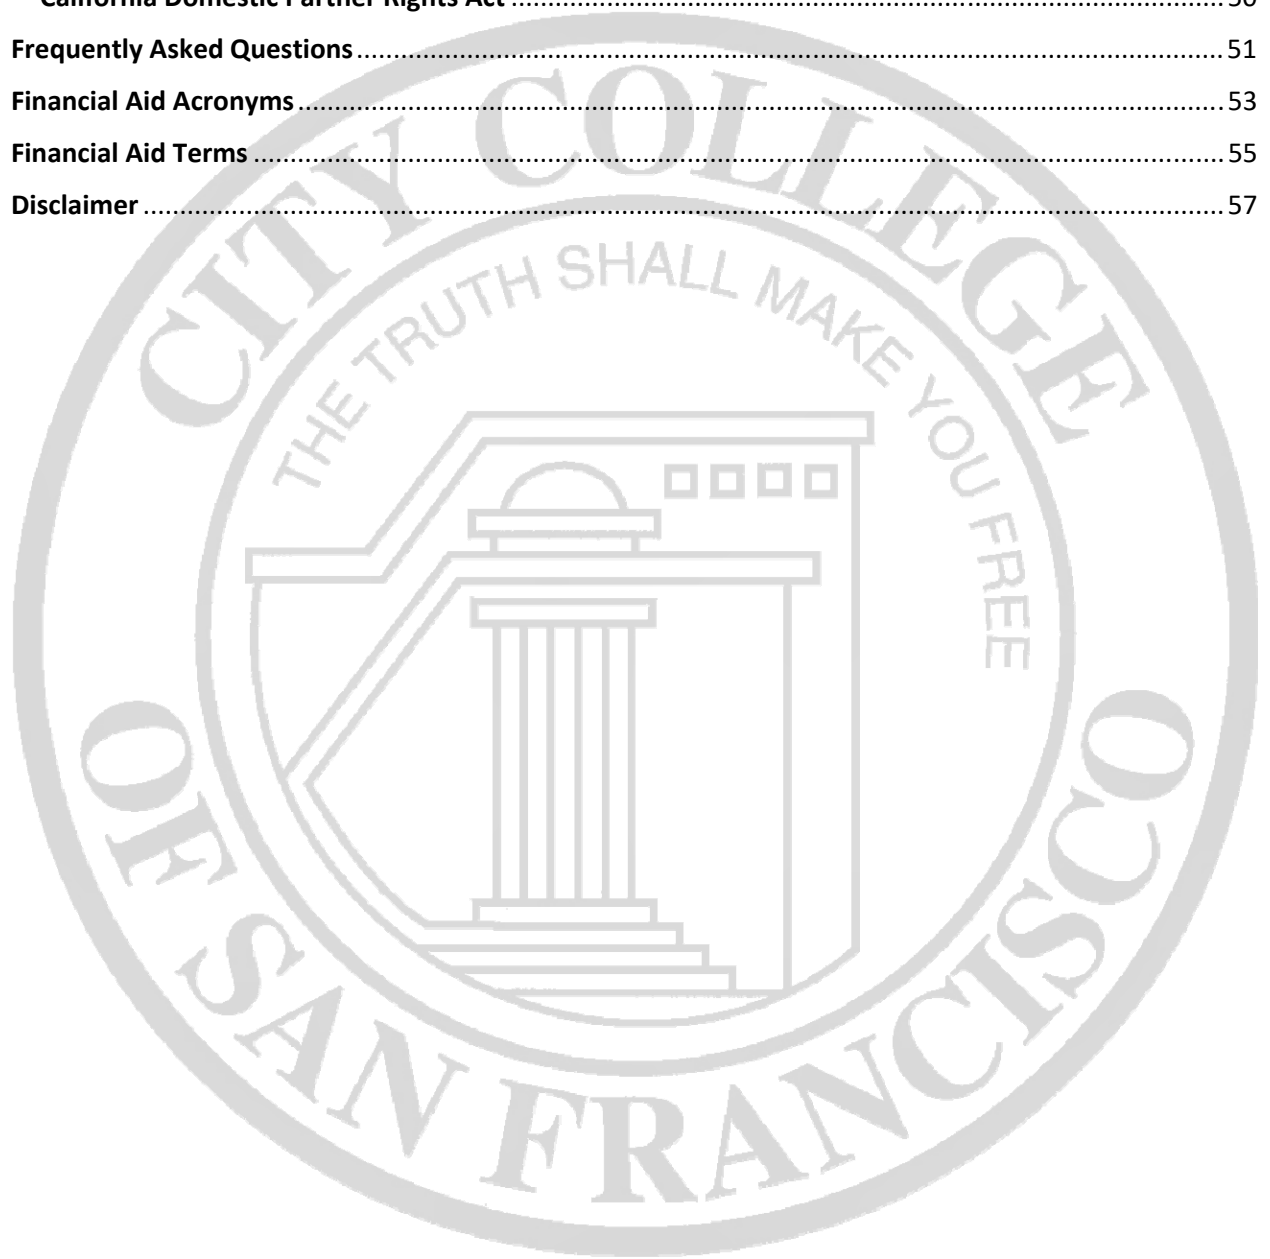 California Domestic Partner Rights Act ........ 50
Frequently Asked Questions ........ 51
Financial Aid Acronyms ........ 53
Financial Aid Terms ........ 55
Disclaimer ........ 57
CITY COLLEGE
THE TRUTH SHALL MAKE YOU FREE
OF SAN FRANCISCO